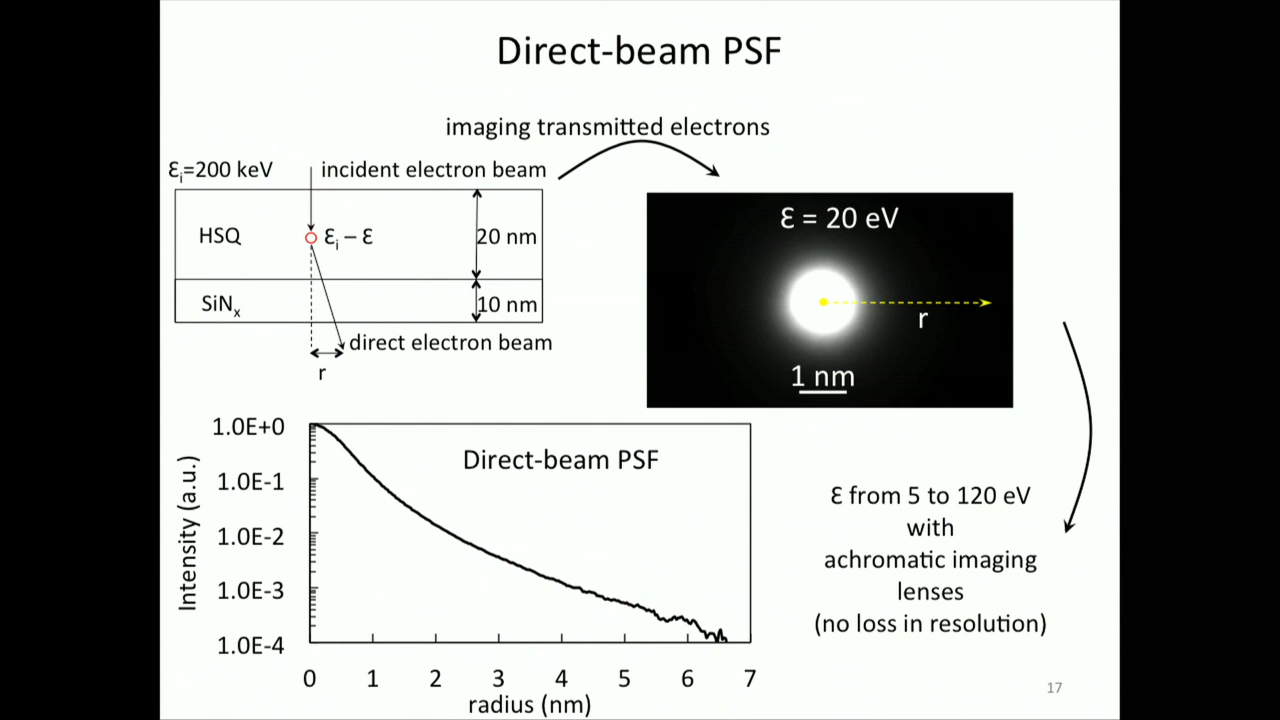 Direct-beam PSF
imaging transmitted electrons
Ɛi=200 keV
incident electron beam
HSQ
Ɛi – Ɛ
20 nm
SiNx
10 nm
direct electron beam
r
Ɛ = 20 eV
r
1 nm
Direct-beam PSF
Intensity (a.u.)
1.0E+0
1.0E-1
1.0E-2
1.0E-3
1.0E-4
0 1 2 3 4 5 6 7
radius (nm)
Ɛ from 5 to 120 eV
with
achromatic imaging
lenses
(no loss in resolution)
17